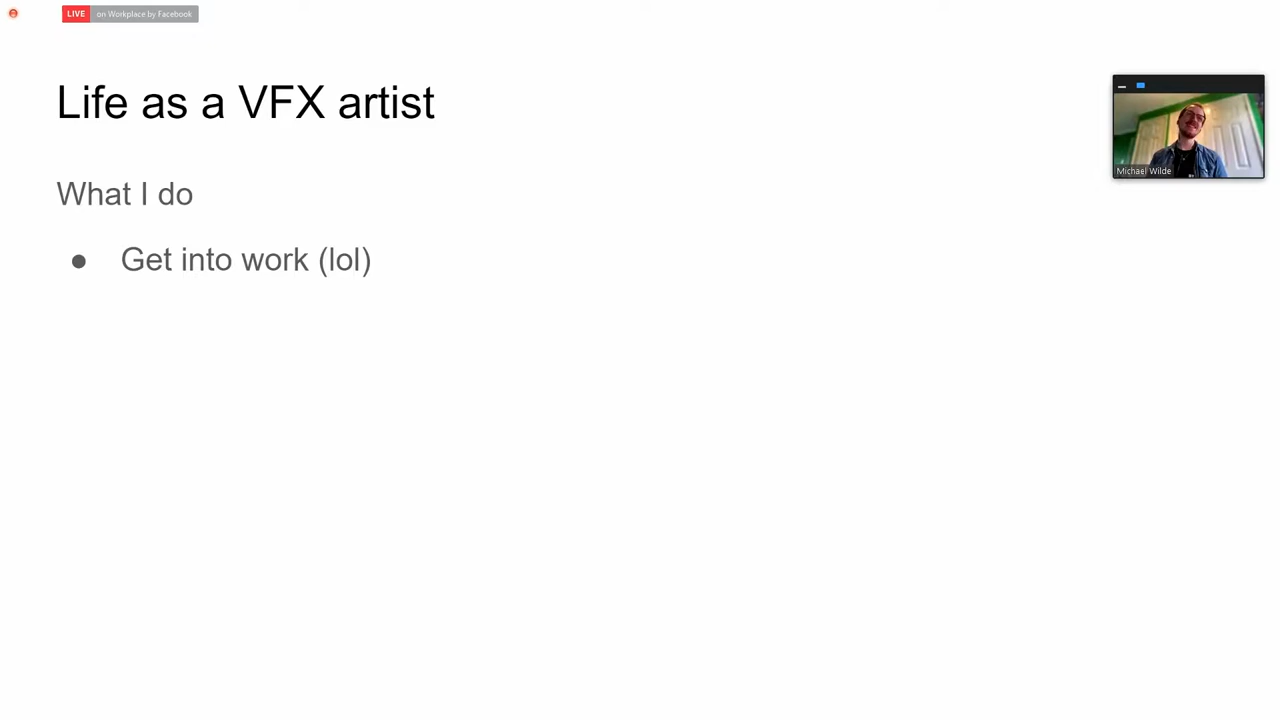 LIVE on Workplace by Facebook
Life as a VFX artist
Michael Wilde
What I do
● Get into work (lol)